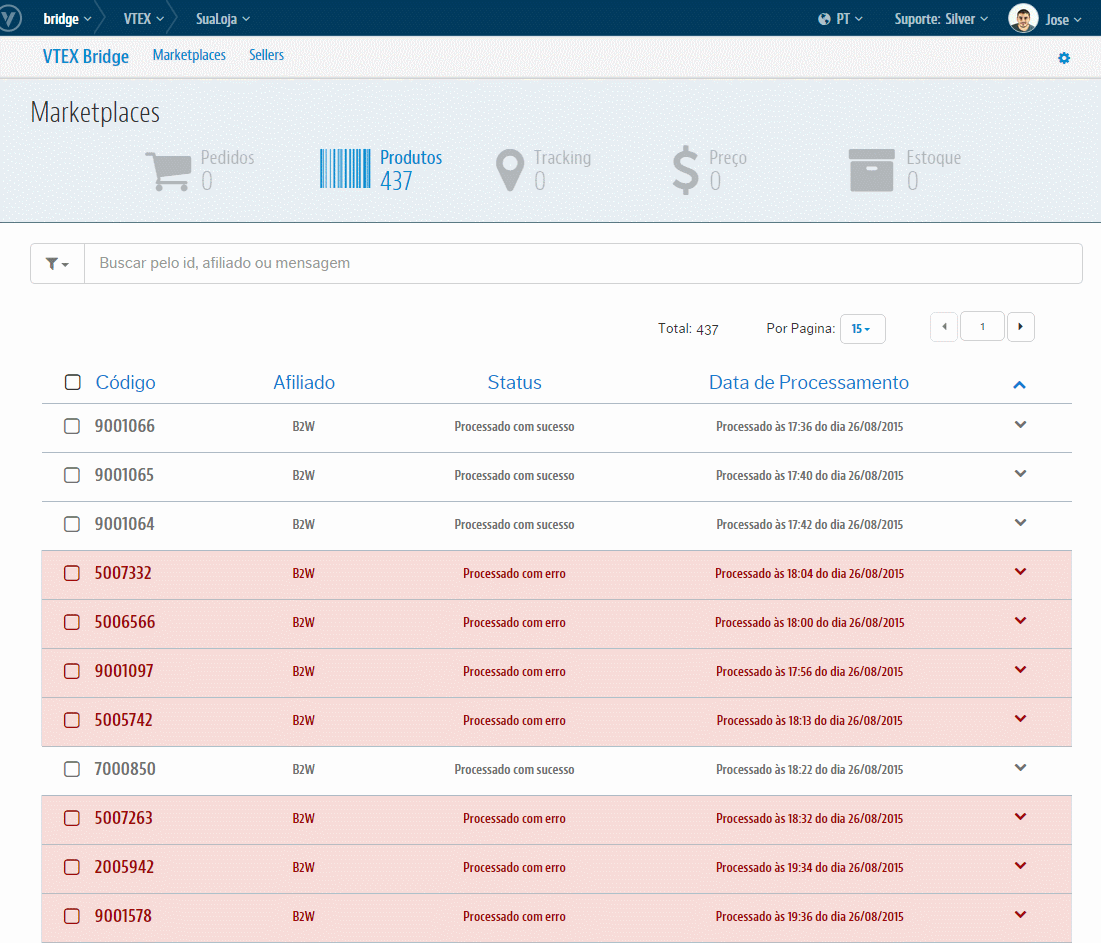 bridge VTEX SuaLoja PT Suporte: Silver Jose
VTEX Bridge Marketplaces Sellers
Marketplaces
Pedidos 0 Produtos 437 Tracking 0 Preço 0 Estoque 0
Buscar pelo id, afiliado ou mensagem
Total: 437 Por Pagina: 15 1
Código Afiliado Status Data de Processamento
9001066 B2W Processado com sucesso Processado às 17:36 do dia 26/08/2015
9001065 B2W Processado com sucesso Processado às 17:40 do dia 26/08/2015
9001064 B2W Processado com sucesso Processado às 17:42 do dia 26/08/2015
5007332 B2W Processado com erro Processado às 18:04 do dia 26/08/2015
5006566 B2W Processado com erro Processado às 18:00 do dia 26/08/2015
9001097 B2W Processado com erro Processado às 17:56 do dia 26/08/2015
5005742 B2W Processado com erro Processado às 18:13 do dia 26/08/2015
7000850 B2W Processado com sucesso Processado às 18:22 do dia 26/08/2015
5007263 B2W Processado com erro Processado às 18:32 do dia 26/08/2015
2005942 B2W Processado com erro Processado às 19:34 do dia 26/08/2015
9001578 B2W Processado com erro Processado às 19:36 do dia 26/08/2015